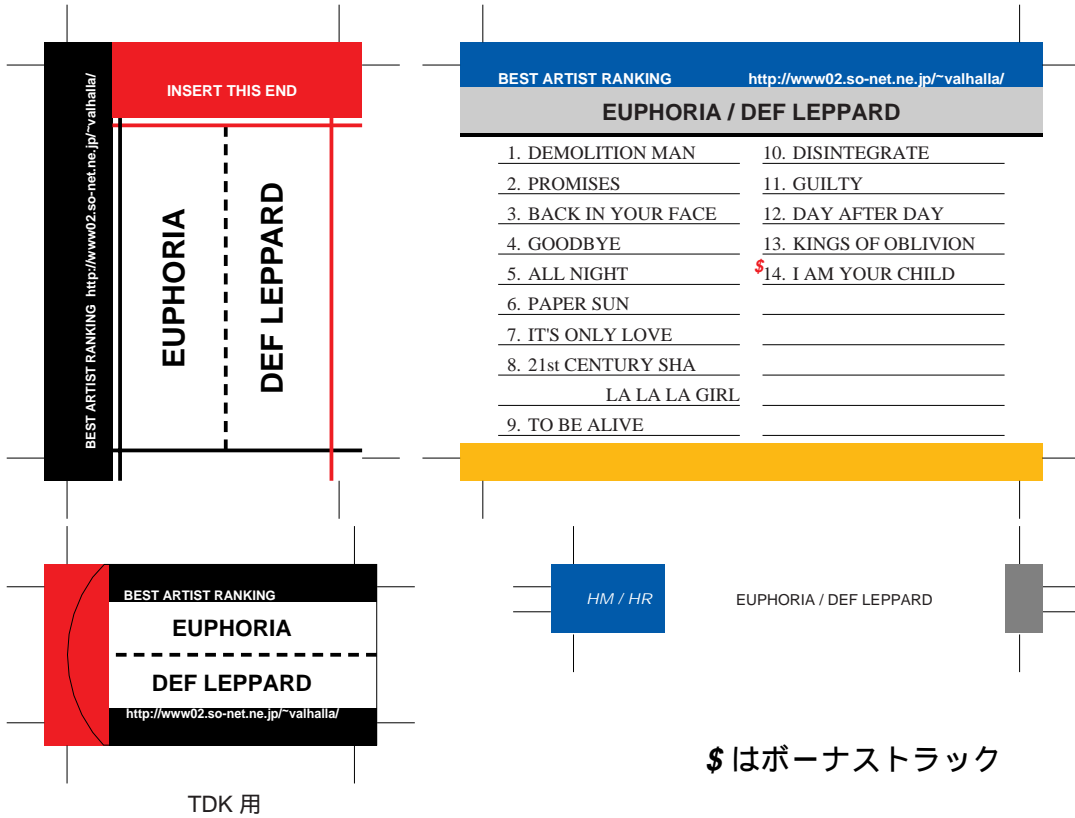 INSERT THIS END
BEST ARTIST RANKING http://www02.so-net.ne.jp/~valhalla/
EUPHORIA
DEF LEPPARD
BEST ARTIST RANKING http://www02.so-net.ne.jp/~valhalla/
EUPHORIA / DEF LEPPARD
1. DEMOLITION MAN
2. PROMISES
3. BACK IN YOUR FACE
4. GOODBYE
5. ALL NIGHT
6. PAPER SUN
7. IT'S ONLY LOVE
8. 21st CENTURY SHA
LA LA LA GIRL
9. TO BE ALIVE
10. DISINTEGRATE
11. GUILTY
12. DAY AFTER DAY
13. KINGS OF OBLIVION
$14. I AM YOUR CHILD
BEST ARTIST RANKING
EUPHORIA
DEF LEPPARD
http://www02.so-net.ne.jp/~valhalla/
TDK 用
HM / HR
EUPHORIA / DEF LEPPARD
$ はボーナストラック